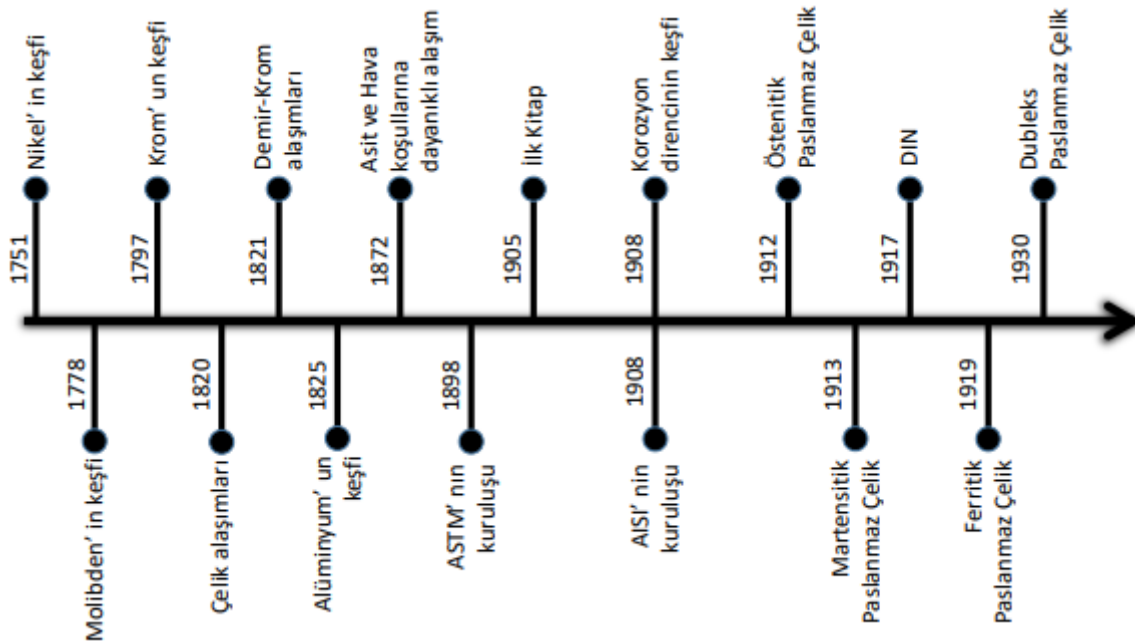 1751
Nikel' in keşfi
1778
Molibden' in keşfi
1797
Krom' un keşfi
1820
Çelik alaşımları
1821
Demir-Krom
alaşımları
1825
Alüminyum' un
keşfi
1872
Asit ve Hava
koşullarına
dayanıklı alaşım
1898
ASTM' nın
kuruluşu
1905
İlk Kitap
1908
Korozyon
direncinin keşfi
1908
AISI' nin
kuruluşu
1912
Östenitik
Paslanmaz Çelik
1913
Martensitik
Paslanmaz Çelik
1917
DIN
1919
Ferritik
Paslanmaz Çelik
1930
Dubleks
Paslanmaz Çelik